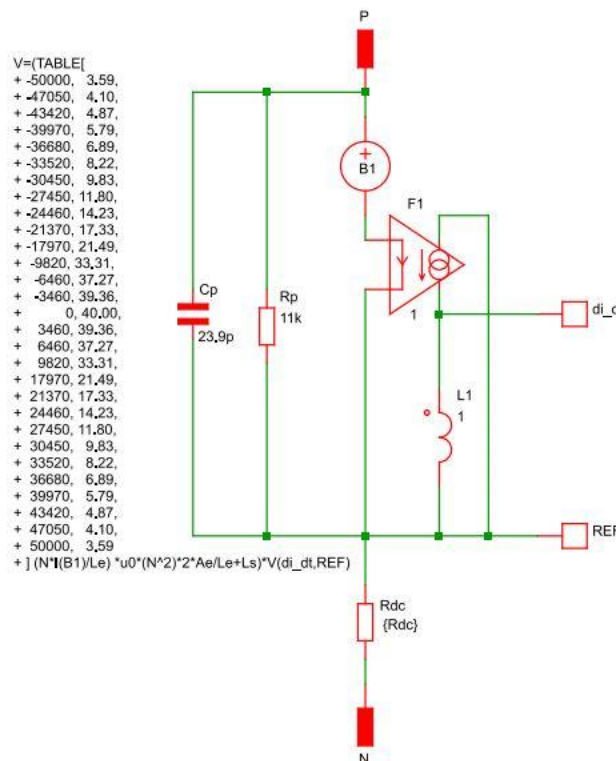 P
V=(TABLE[
+ -50000, 3.59,
+ -47050, 4.10,
+ -43420, 4.87,
+ -39970, 5.79,
+ -36680, 6.89,
+ -33520, 8.22,
+ -30450, 9.83,
+ -27450, 11.80,
+ -24460, 14.23,
+ -21370, 17.33,
+ -17970, 21.49,
+ -9820, 33.31,
+ -6460, 37.27,
+ -3460, 39.36,
+ 0, 40.00,
+ 3460, 39.36,
+ 6460, 37.27,
+ 9820, 33.31,
+ 17970, 21.49,
+ 21370, 17.33,
+ 24460, 14.23,
+ 27450, 11.80,
+ 30450, 9.83,
+ 33520, 8.22,
+ 36680, 6.89,
+ 39970, 5.79,
+ 43420, 4.87,
+ 47050, 4.10,
+ 50000, 3.59
+ ] (N*I(B1)/Le) *u0*(N^2)*2*Ae/Le+Ls)*V(di_dt,REF)
+
B1
F1
1
Cp
23.9p
Rp
11k
L1
1
REF
Rdc
{Rdc}
N